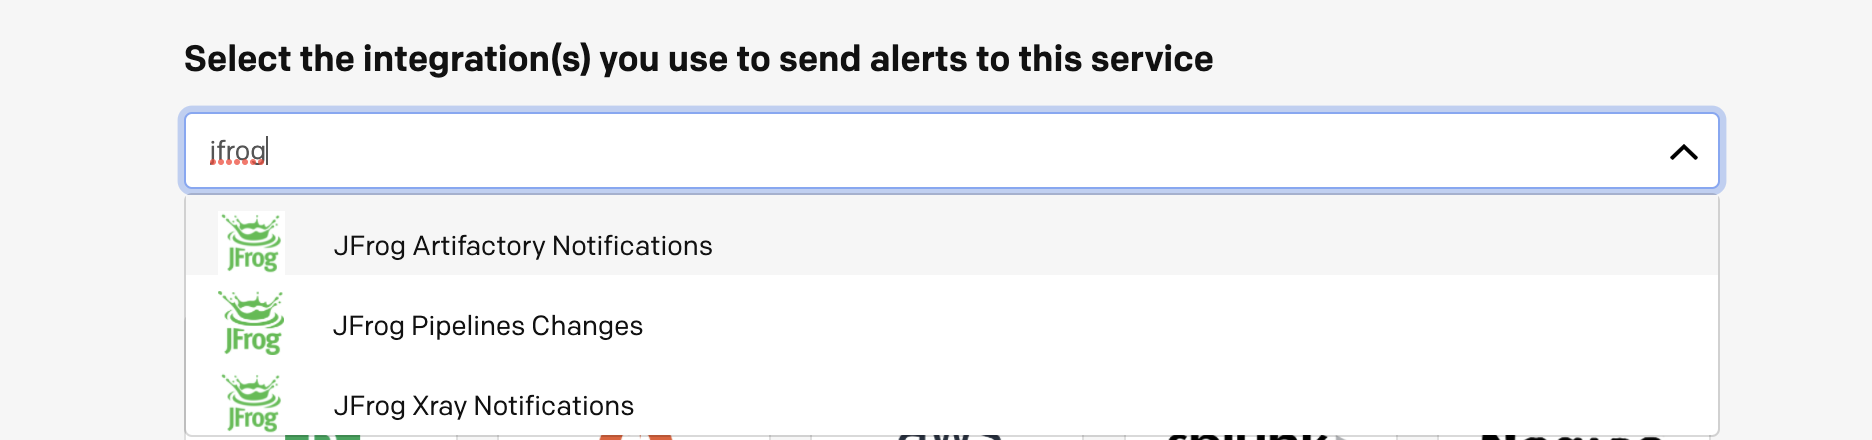 Select the integration(s) you use to send alerts to this service
jfrog
JFrog
JFrog Artifactory Notifications
JFrog
JFrog Pipelines Changes
JFrog
JFrog Xray Notifications